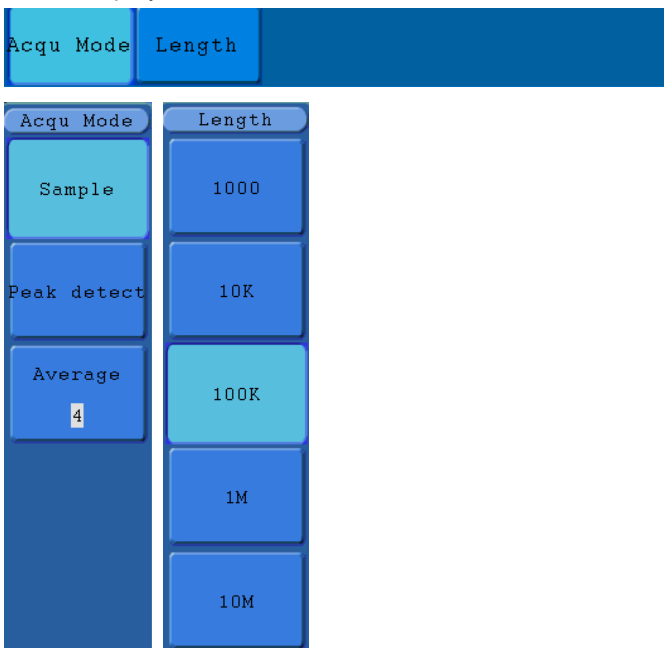 Acqu Mode Length
Acqu Mode
Sample
Peak detect
Average
4
Length
1000
10K
100K
1M
10M